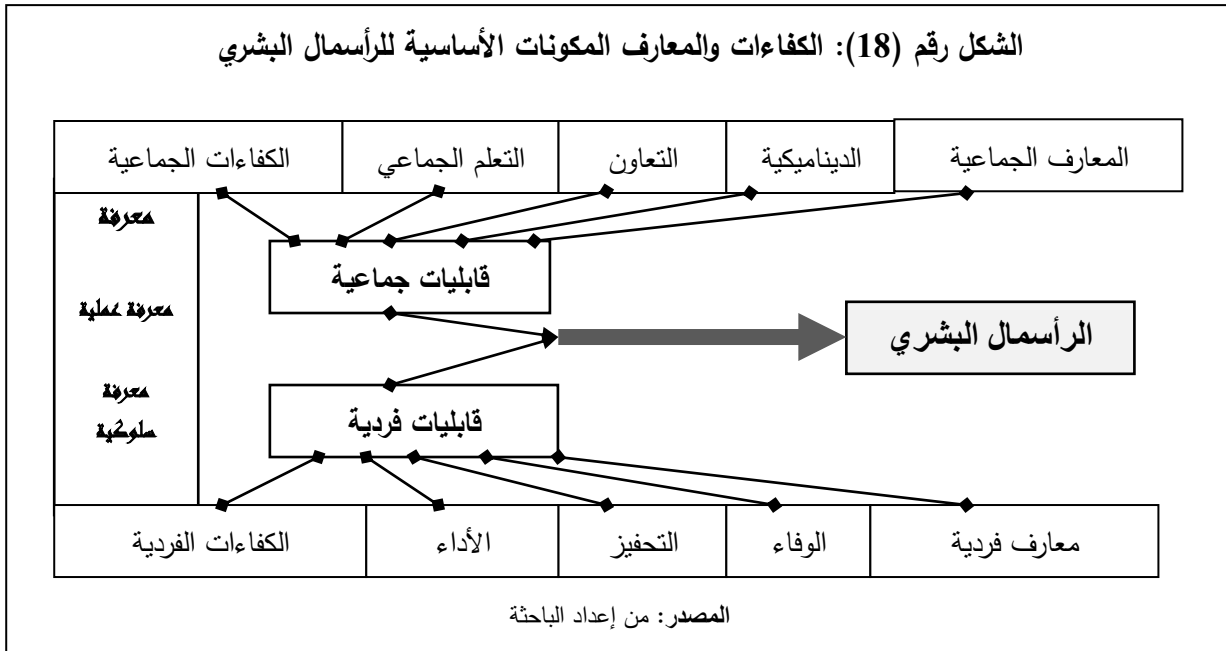 الشكل رقم (18): الكفاءات والمعارف المكونات الأساسية للرأسمال البشري
المعارف الجماعية
الديناميكية
التعاون
التعلم الجماعي
الكفاءات الجماعية
معرفة
معرفة عملية
معرفة
سلوكية
قابليات جماعية
الرأسمال البشري
قابليات فردية
معارف فردية
الوفاء
التحفيز
الأداء
الكفاءات الفردية
المصدر: من إعداد الباحثة